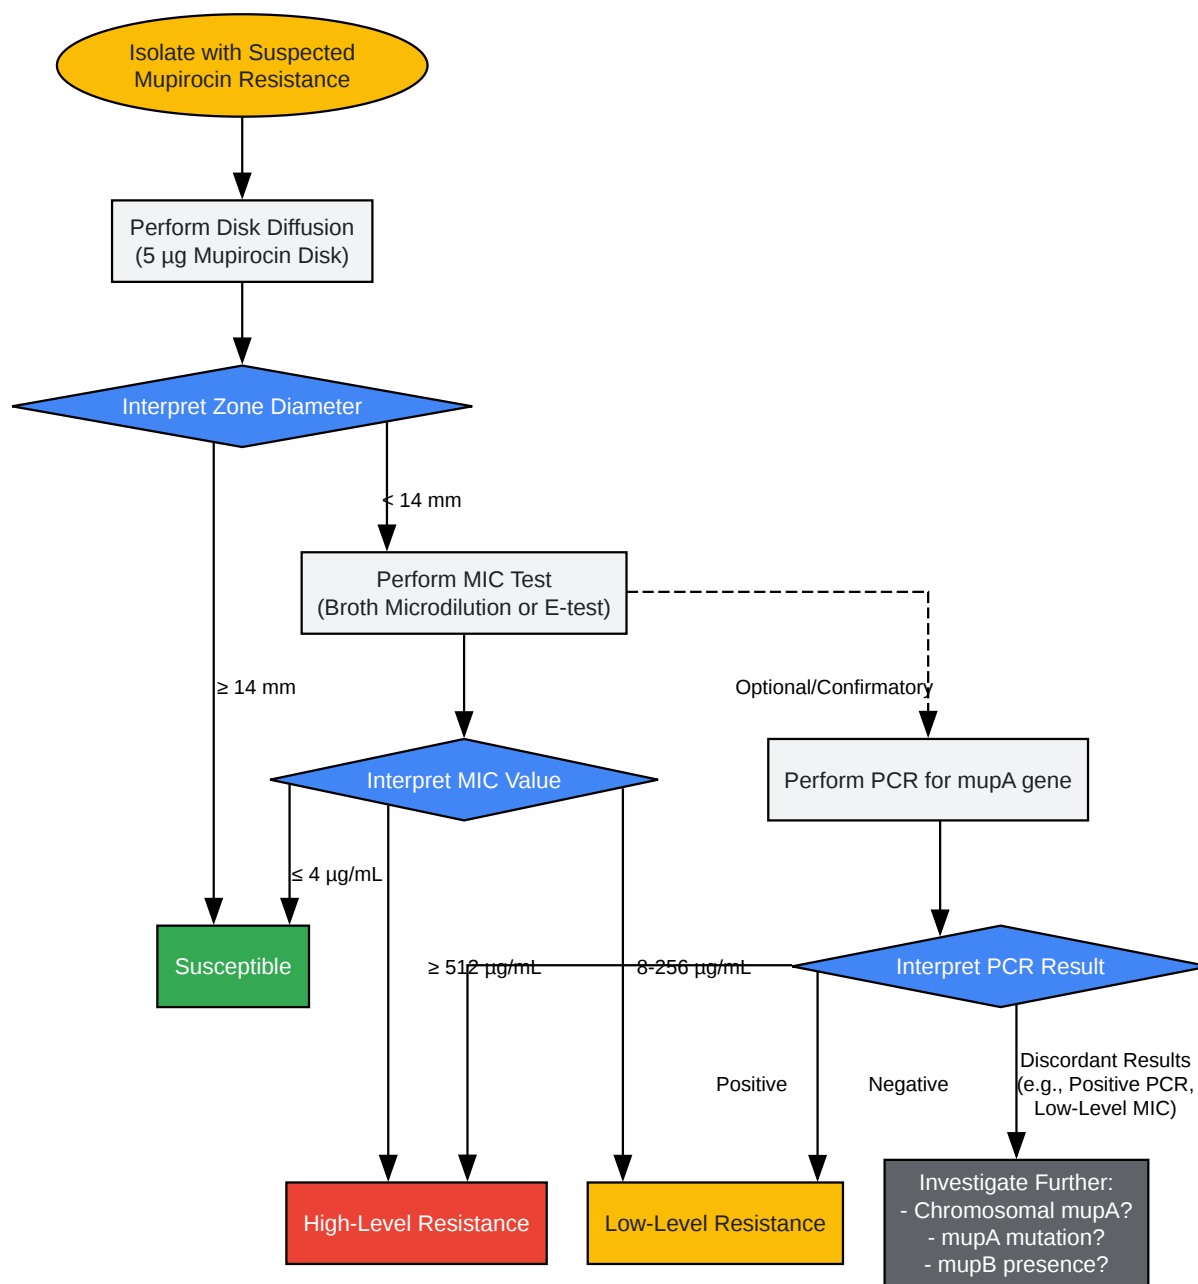 Isolate with Suspected
Mupirocin Resistance
Perform Disk Diffusion
(5 µg Mupirocin Disk)
Interpret Zone Diameter
< 14 mm
Perform MIC Test
(Broth Microdilution or E-test)
≥ 14 mm
Optional/Confirmatory
Interpret MIC Value
Perform PCR for mupA gene
≤ 4 µg/mL
Susceptible
≥ 512 µg/mL
8-256 µg/mL
Interpret PCR Result
Positive
Negative
Discordant Results
(e.g., Positive PCR,
Low-Level MIC)
High-Level Resistance
Low-Level Resistance
Investigate Further:
- Chromosomal mupA?
- mupA mutation?
- mupB presence?